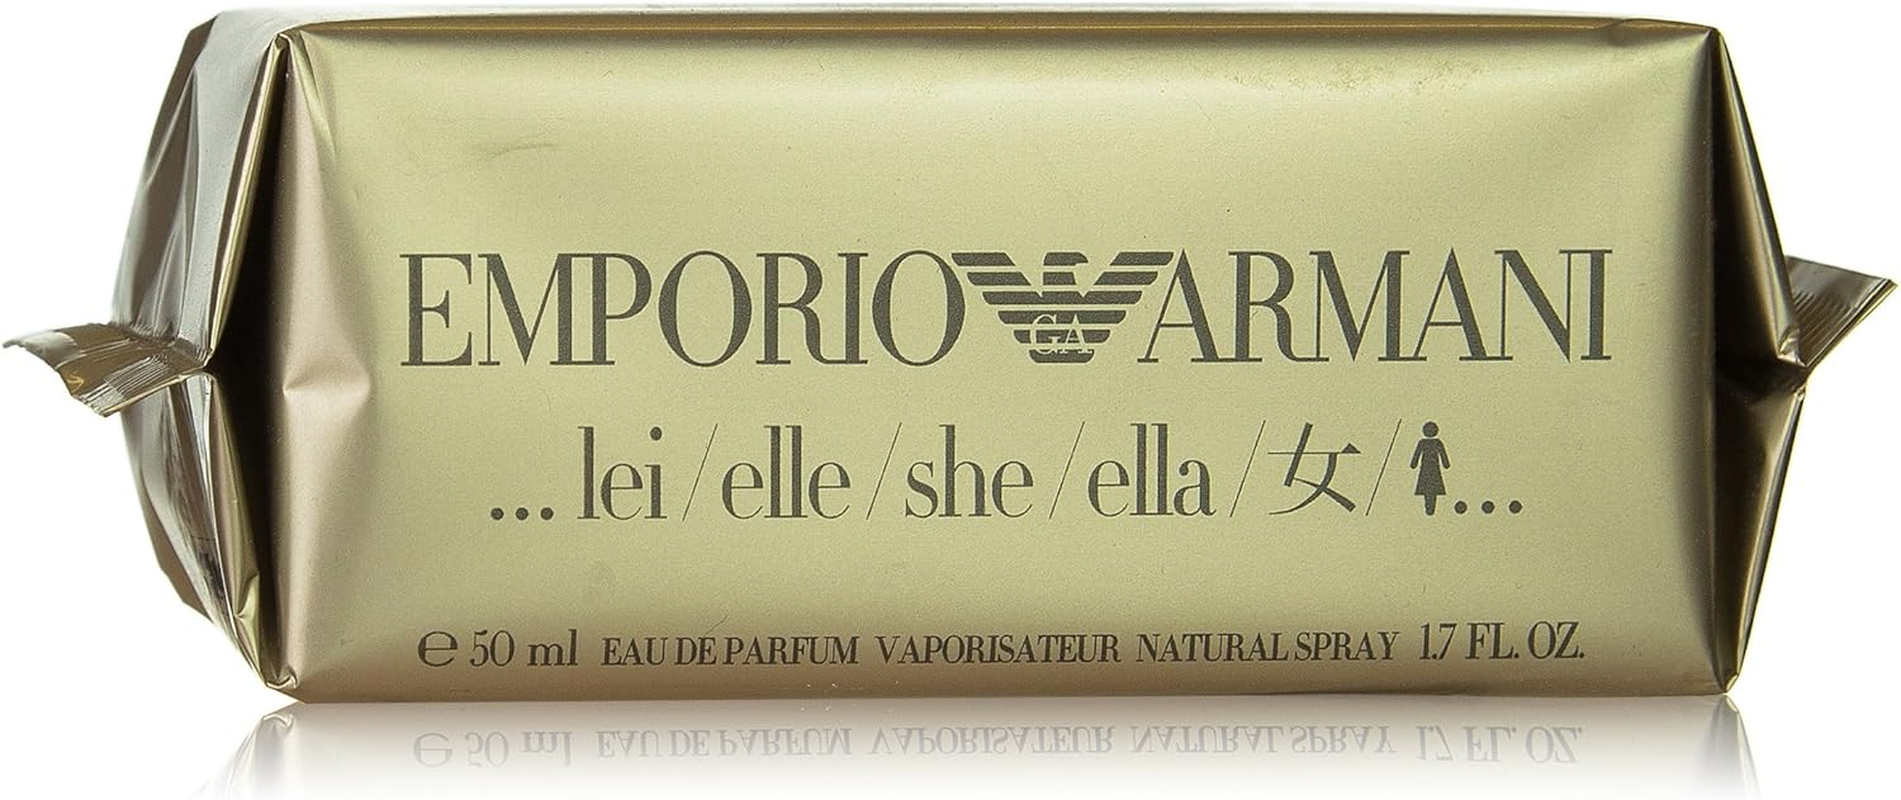 EMPORIO GA ARMANI
... lei/elle/she/ella/女/...
℮ 50 ml EAU DE PARFUM VAPORISATEUR NATURAL SPRAY 1.7 FL. OZ.